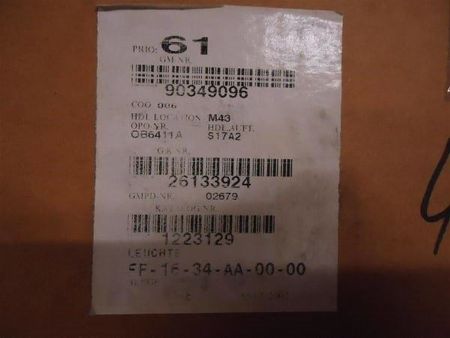 PRIO: 61
GM-NR.
90349096
COO 006
HDL LOCATION M43
OPO-NR. HDL.AUFT.
OB6411A S17A2
G.B.NR.
26133924
GMPD-NR. 02679
KATALOGNR.
1223129
LEUCHTE
FF-16-34-AA-00-00